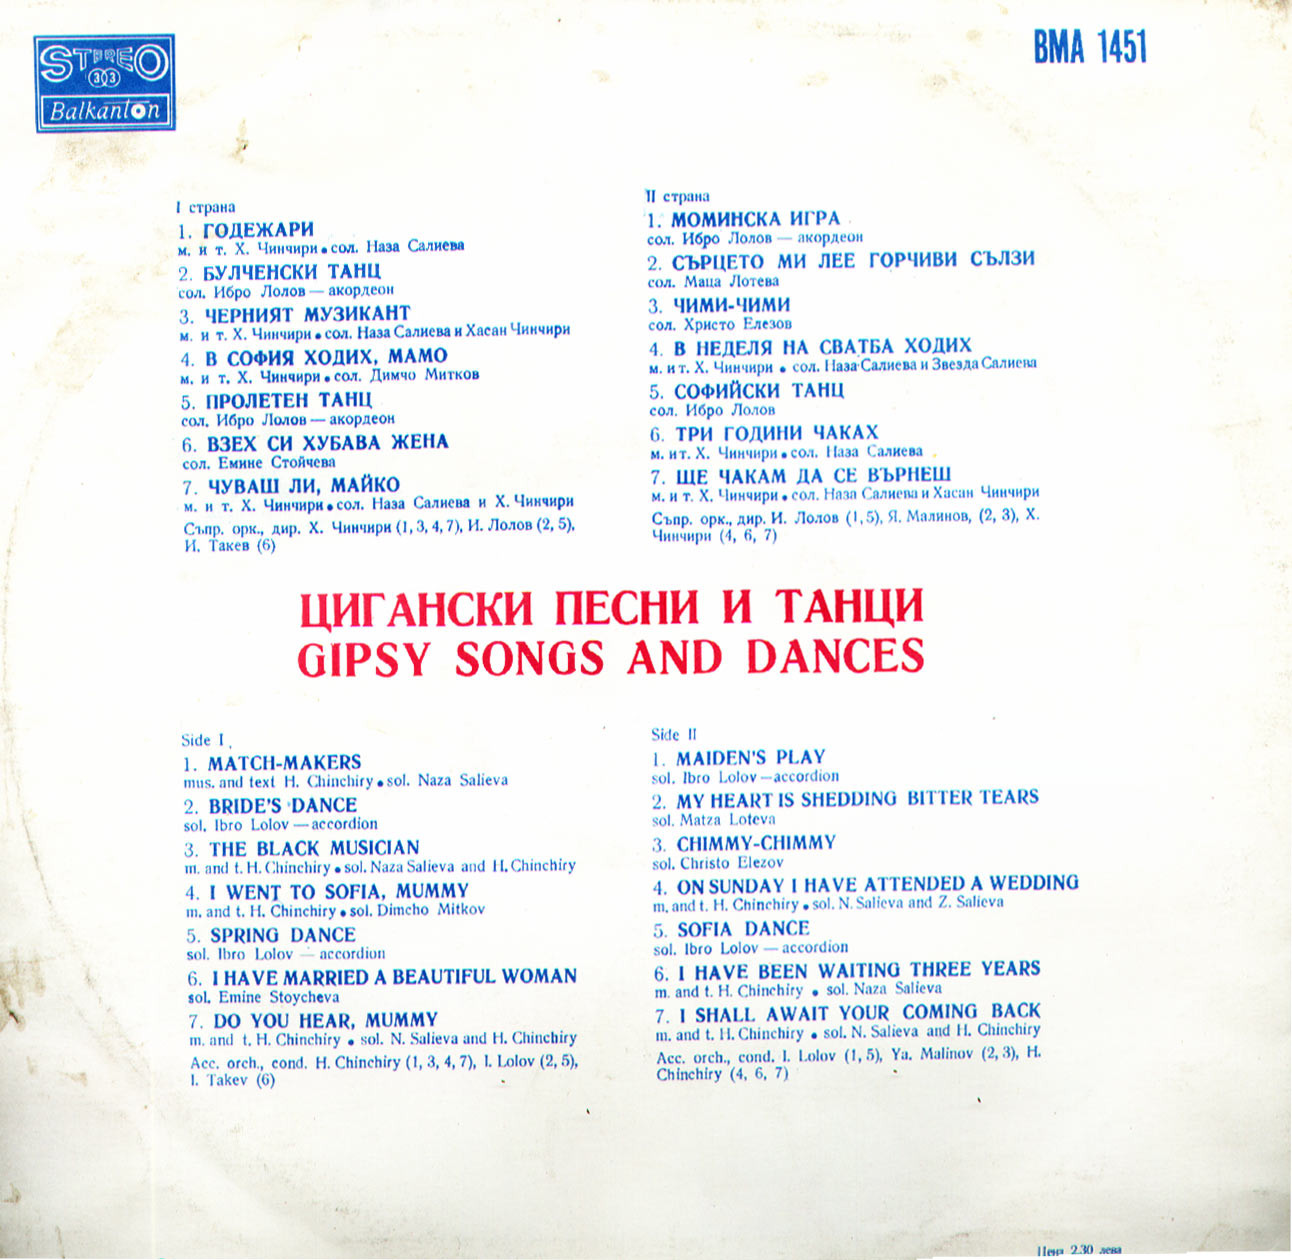 STEREO
33
Balkanton
ВМА 1451
I страна
1. ГОДЕЖАРИ
м. и т. Х. Чинчири • сол. Наза Салиева
2. БУЛЧЕНСКИ ТАНЦ
сол. Ибро Лолов — акордеон
3. ЧЕРНИЯТ МУЗИКАНТ
м. и т. Х. Чинчири • сол. Наза Салиева и Хасан Чинчири
4. В СОФИЯ ХОДИХ, МАМО
м. и т. Х. Чинчири • сол. Димчо Митков
5. ПРОЛЕТЕН ТАНЦ
сол. Ибро Лолов — акордеон
6. ВЗЕХ СИ ХУБАВА ЖЕНА
сол. Емине Стойчева
7. ЧУВАШ ЛИ, МАЙКО
м. и т. Х. Чинчири • сол. Наза Салиева и Х. Чинчири
Съпр. орк., дир. Х. Чинчири (1, 3, 4, 7), И. Лолов (2, 5),
И. Такев (6)
II страна
1. МОМИНСКА ИГРА
сол. Ибро Лолов — акордеон
2. СЪРЦЕТО МИ ЛЕЕ ГОРЧИВИ СЪЛЗИ
сол. Маца Лотева
3. ЧИМИ-ЧИМИ
сол. Христо Елезов
4. В НЕДЕЛЯ НА СВАТБА ХОДИХ
м. и т. Х. Чинчири • сол. Наза Салиева и Звезда Салиева
5. СОФИЙСКИ ТАНЦ
сол. Ибро Лолов
6. ТРИ ГОДИНИ ЧАКАХ
м. и т. Х. Чинчири • сол. Наза Салиева
7. ЩЕ ЧАКАМ ДА СЕ ВЪРНЕШ
м. и т. Х. Чинчири • сол. Наза Салиева и Хасан Чинчири
Съпр. орк., дир. И. Лолов (1, 5), Я. Малинов, (2, 3), Х.
Чинчири (4, 6, 7)
ЦИГАНСКИ ПЕСНИ И ТАНЦИ
GIPSY SONGS AND DANCES
Side I
1. MATCH-MAKERS
mus. and text H. Chinchiry • sol. Naza Salieva
2. BRIDE'S DANCE
sol. Ibro Lolov — accordion
3. THE BLACK MUSICIAN
m. and t. H. Chinchiry • sol. Naza Salieva and H. Chinchiry
4. I WENT TO SOFIA, MUMMY
m. and t. H. Chinchiry • sol. Dimcho Mitkov
5. SPRING DANCE
sol. Ibro Lolov — accordion
6. I HAVE MARRIED A BEAUTIFUL WOMAN
sol. Emine Stoycheva
7. DO YOU HEAR, MUMMY
m. and t. H. Chinchiry • sol. N. Salieva and H. Chinchiry
Acc. orch., cond. H. Chinchiry (1, 3, 4, 7), I. Lolov (2, 5),
I. Takev (6)
Side II
1. MAIDEN'S PLAY
sol. Ibro Lolov — accordion
2. MY HEART IS SHEDDING BITTER TEARS
sol. Matza Loteva
3. CHIMMY-CHIMMY
sol. Christo Elezov
4. ON SUNDAY I HAVE ATTENDED A WEDDING
m. and t. H. Chinchiry • sol. N. Salieva and Z. Salieva
5. SOFIA DANCE
sol. Ibro Lolov — accordion
6. I HAVE BEEN WAITING THREE YEARS
m. and t. H. Chinchiry • sol. Naza Salieva
7. I SHALL AWAIT YOUR COMING BACK
m. and t. H. Chinchiry • sol. N. Salieva and H. Chinchiry
Acc. orch., cond. I. Lolov (1, 5), Ya. Malinov (2, 3), H.
Chinchiry (4, 6, 7)
Цена 2.30 лева